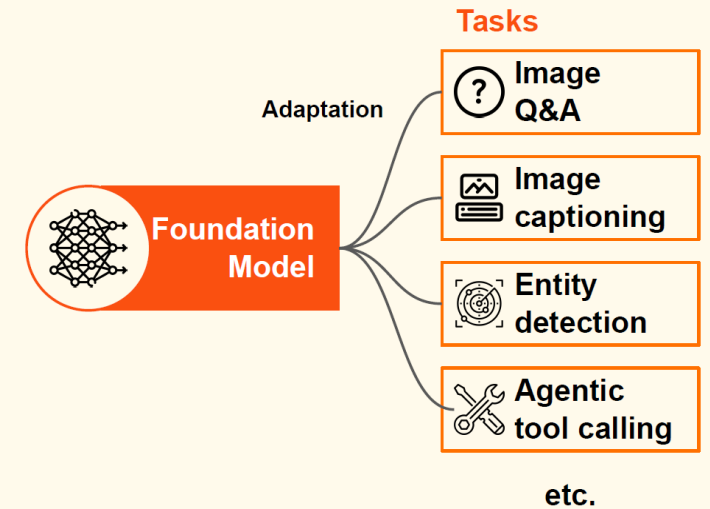 Tasks
Adaptation
Foundation
Model
?
Image
Q&A
Image
captioning
Entity
detection
Agentic
tool calling
etc.